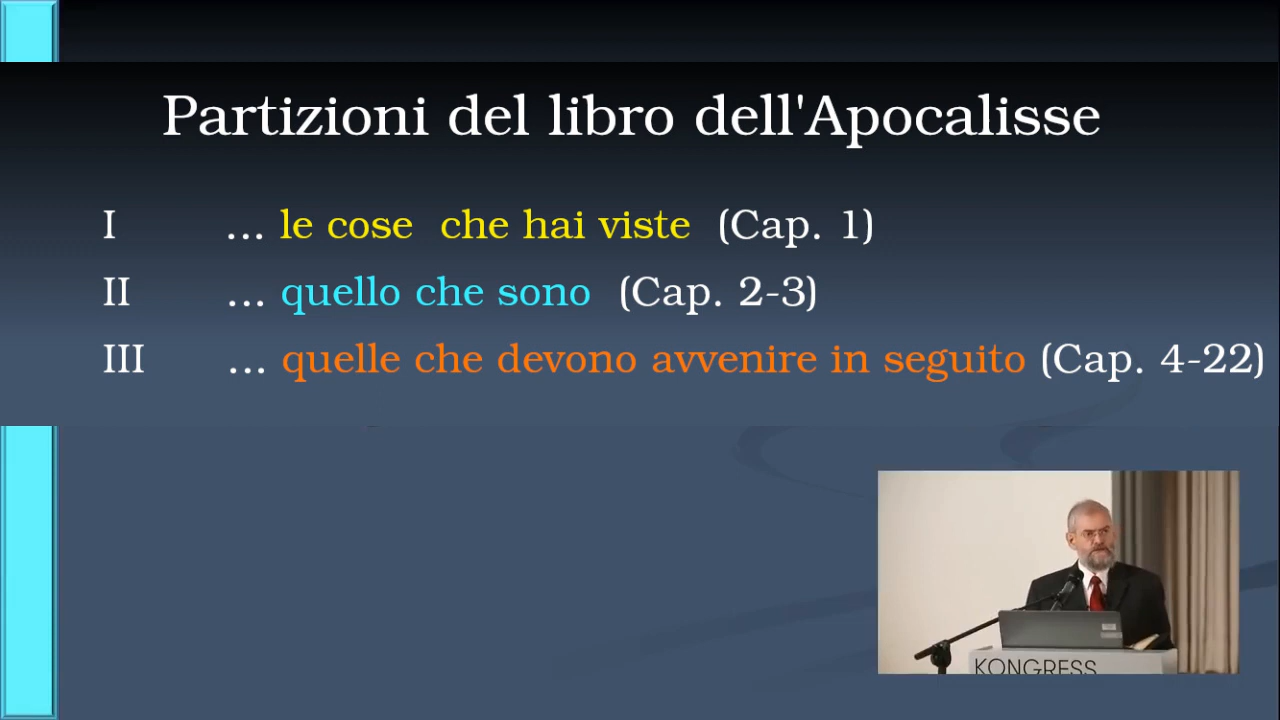 Partizioni del libro dell'Apocalisse
I ... le cose che hai viste (Cap. 1)
II ... quello che sono (Cap. 2-3)
III ... quelle che devono avvenire in seguito (Cap. 4-22)
KONGRESS